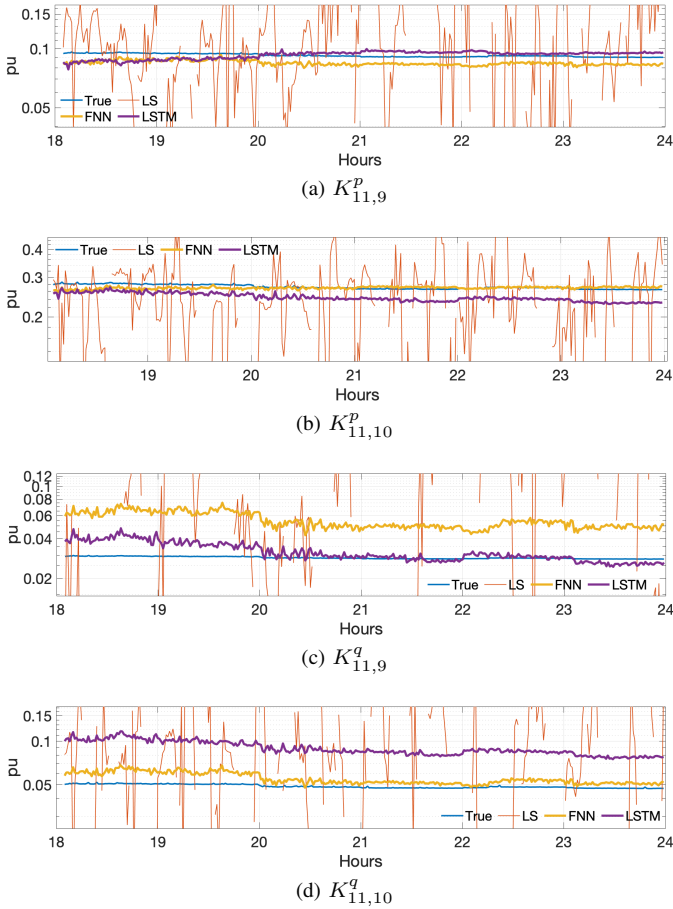 0.1
pu
0.05
True LS
FNN LSTM
18 19 20 21 22 23 24
Hours
(a) K^p_{11,9}
0.4
True LS FNN LSTM
pu
0.3
0.2
19 20 21 22 23 24
Hours
(b) K^p_{11,10}
0.12
0.1
0.08
pu
0.06
0.04
0.02
True LS FNN LSTM
18 19 20 21 22 23 24
Hours
(c) K^q_{11,9}
0.15
0.1
pu
0.05
True LS FNN LSTM
18 19 20 21 22 23 24
Hours
(d) K^q_{11,10}